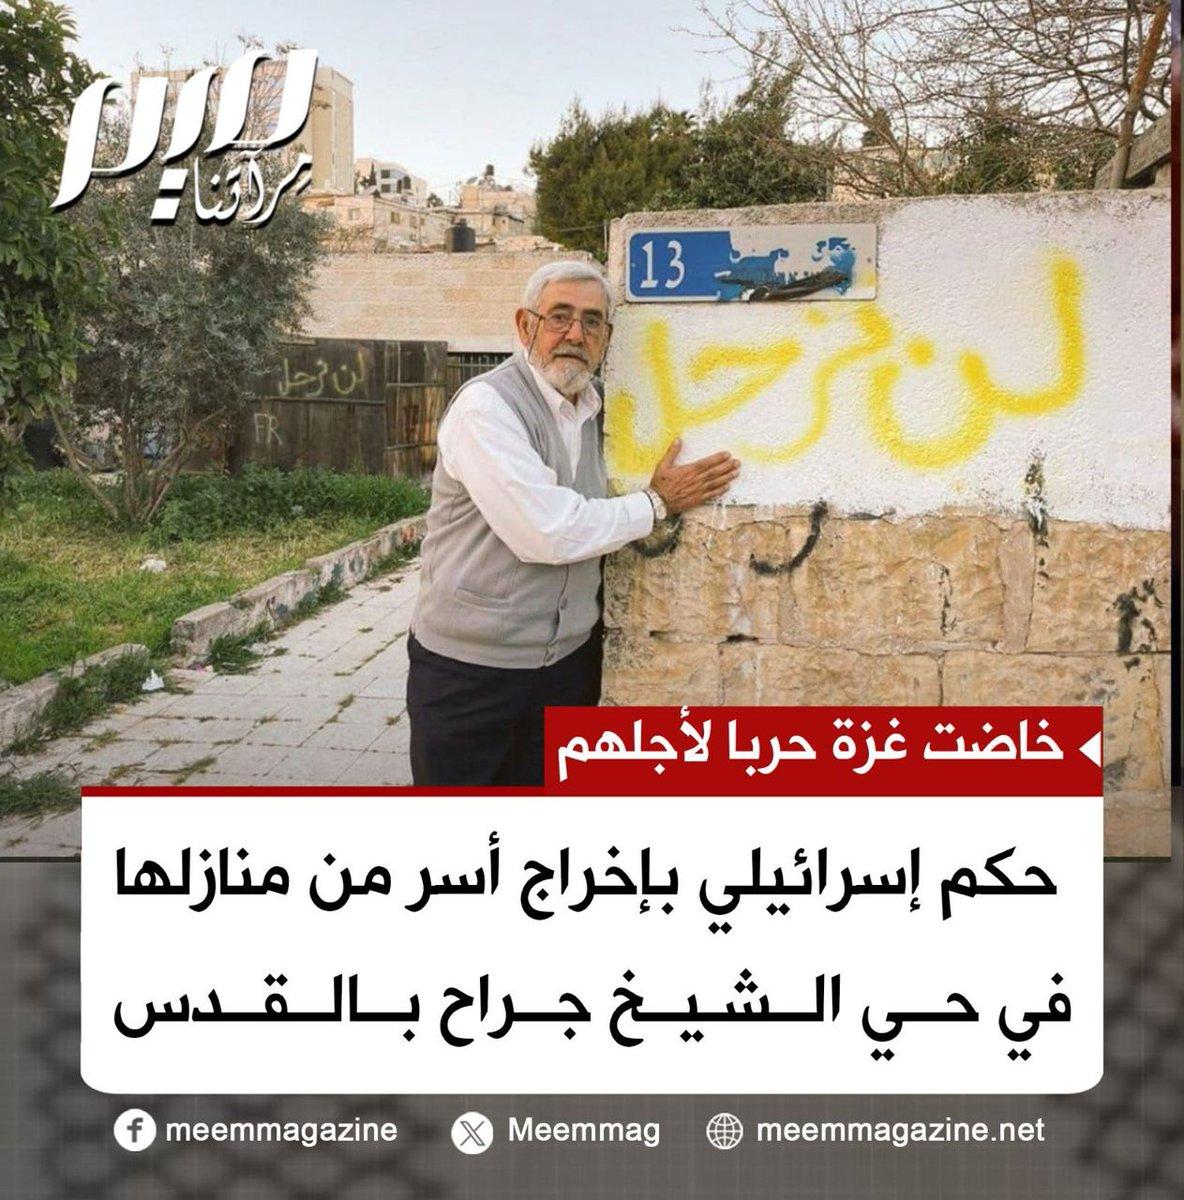 ميم
مرآتنا
13
لن نرحل
لن نرحل
FR
خاضت غزة حربا لأجلهم
حكم إسرائيلي بإخراج أسر من منازلها
في حي الشيخ جراح بالقدس
meemmagazine
Meemmag
meemmagazine.net